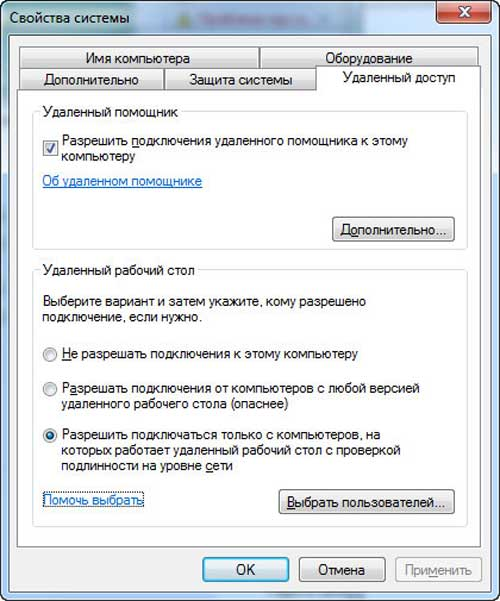 Свойства системы
Имя компьютера
Оборудование
Дополнительно
Защита системы
Удаленный доступ
Удаленный помощник
Разрешить подключения удаленного помощника к этому
компьютеру
Об удаленном помощнике
Дополнительно...
Удаленный рабочий стол
Выберите вариант и затем укажите, кому разрешено
подключение, если нужно.
Не разрешать подключения к этому компьютеру
Разрешать подключения от компьютеров с любой версией
удаленного рабочего стола (опаснее)
Разрешить подключаться только с компьютеров, на
которых работает удаленный рабочий стол с проверкой
подлинности на уровне сети
Помочь выбрать
Выбрать пользователей...
OK
Отмена
Применить